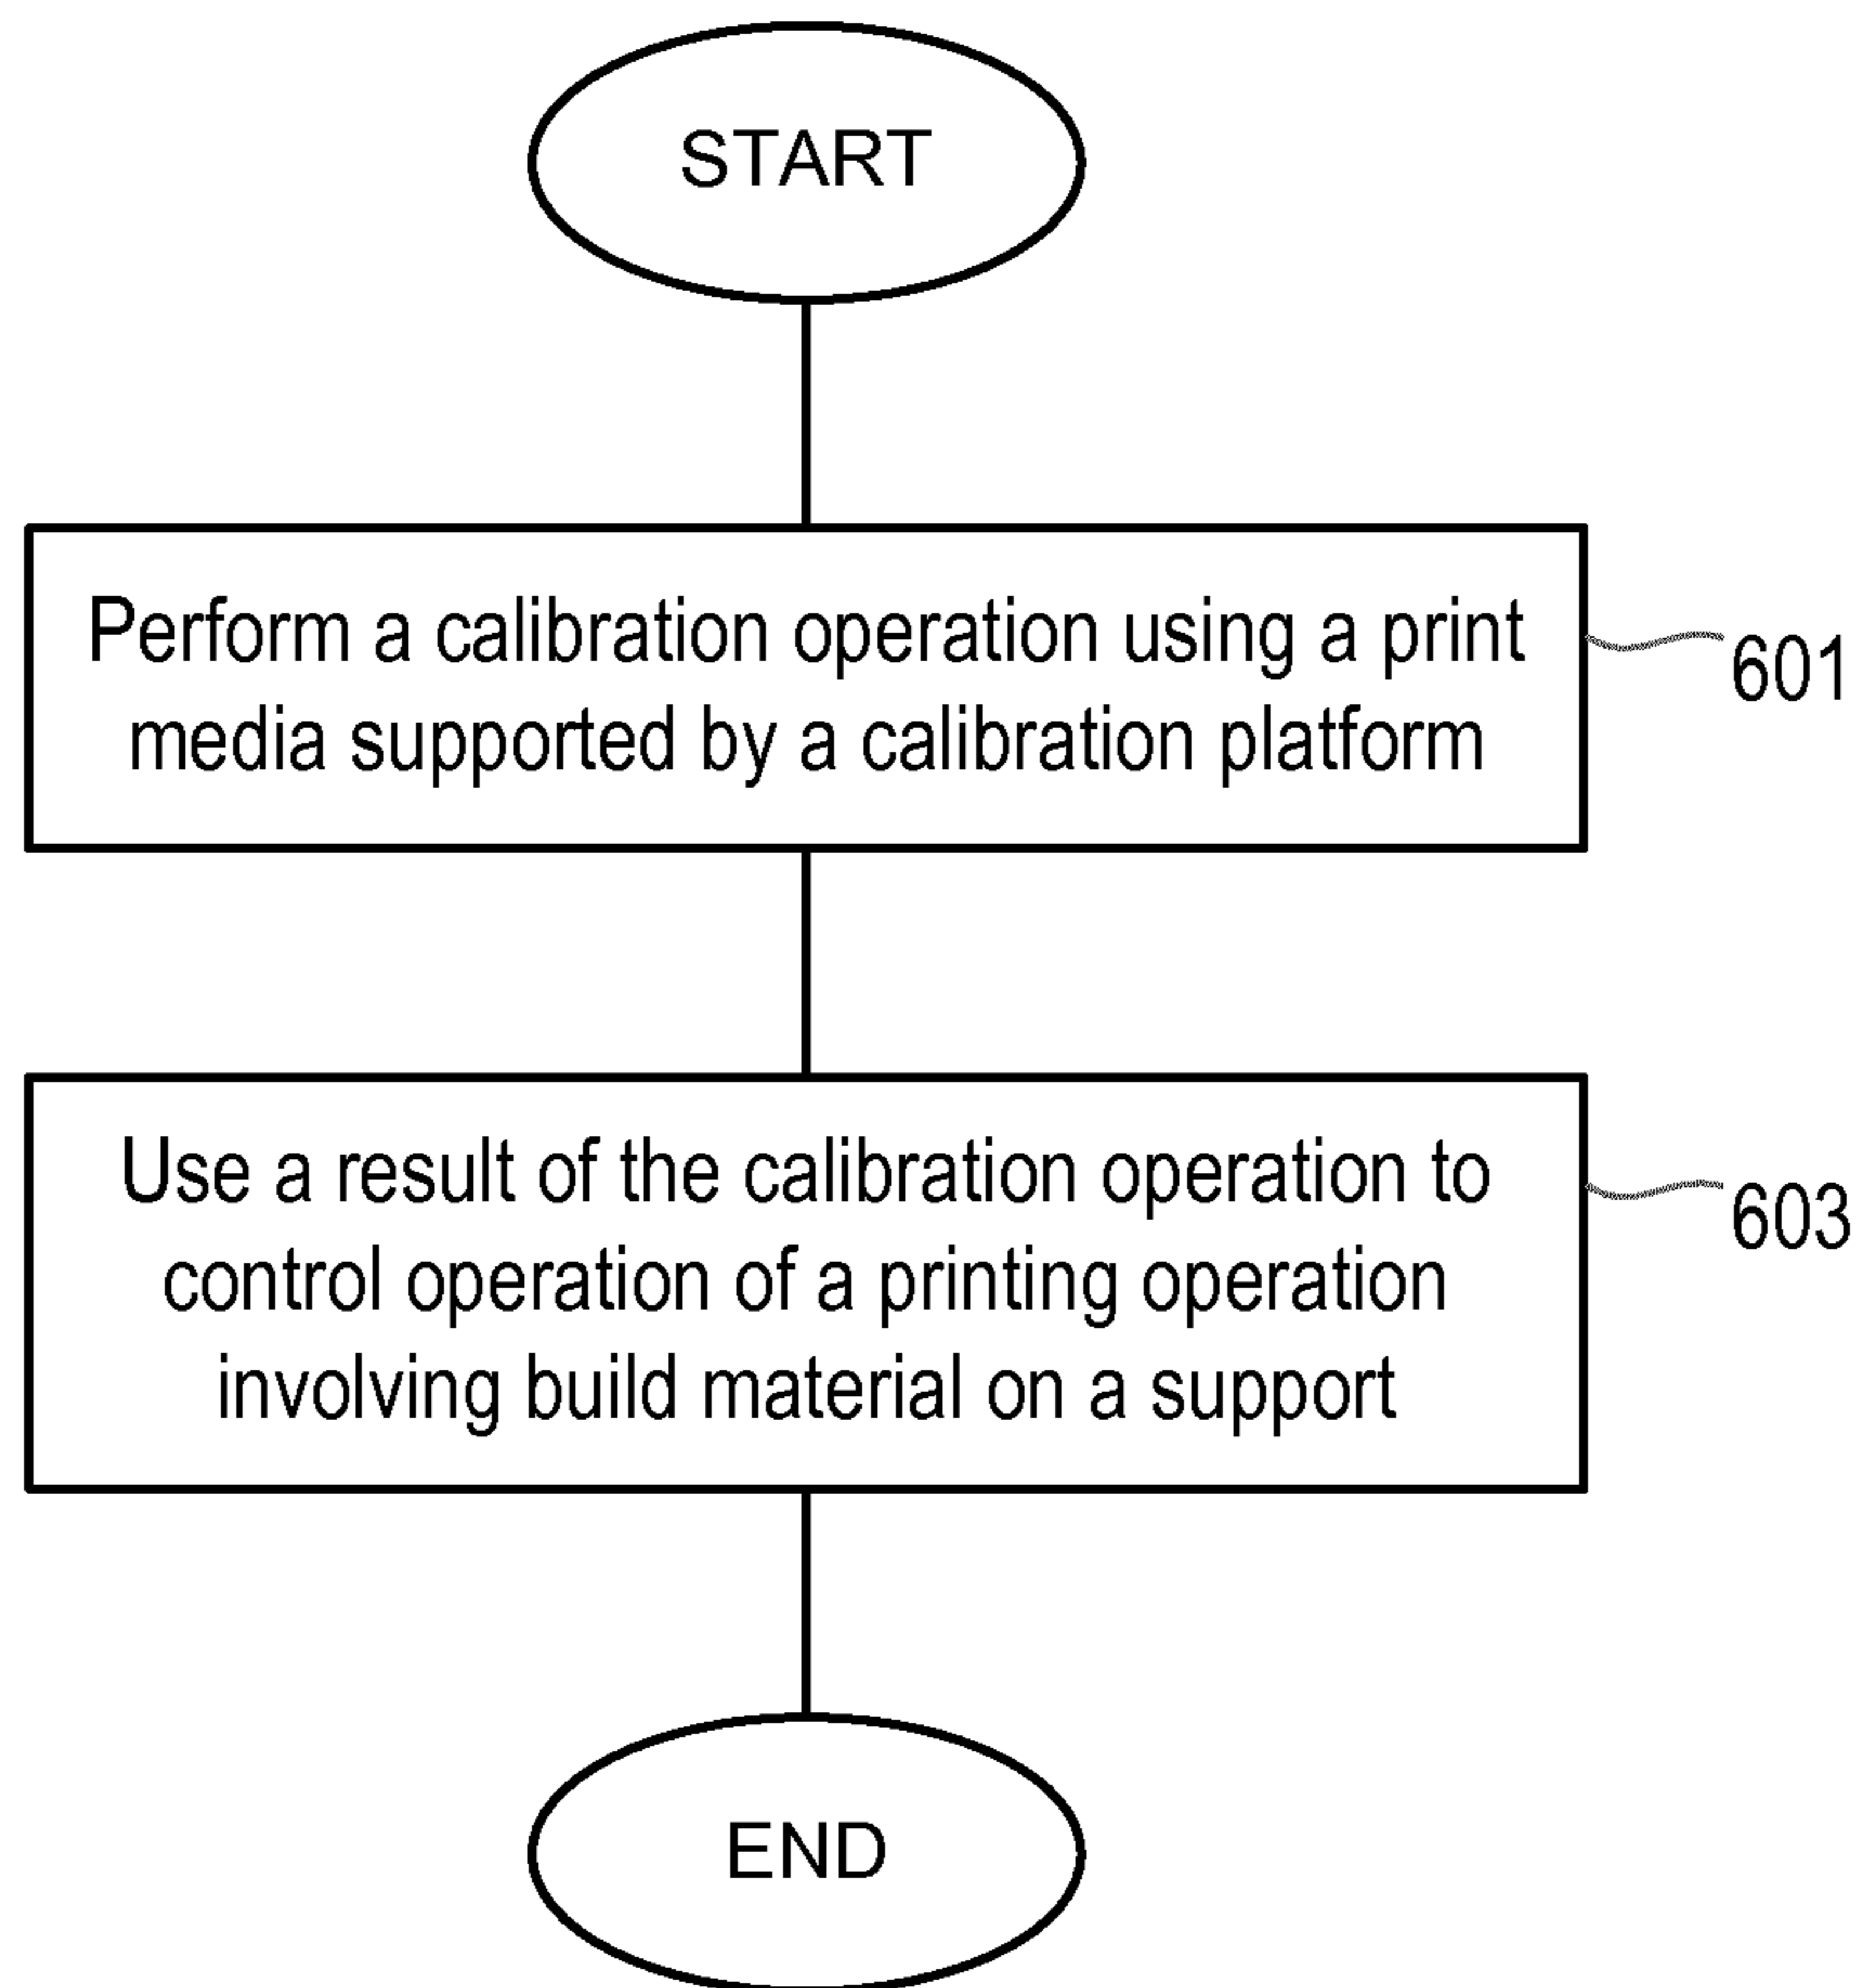 START
Perform a calibration operation using a print
media supported by a calibration platform
601
Use a result of the calibration operation to
control operation of a printing operation
involving build material on a support
603
END